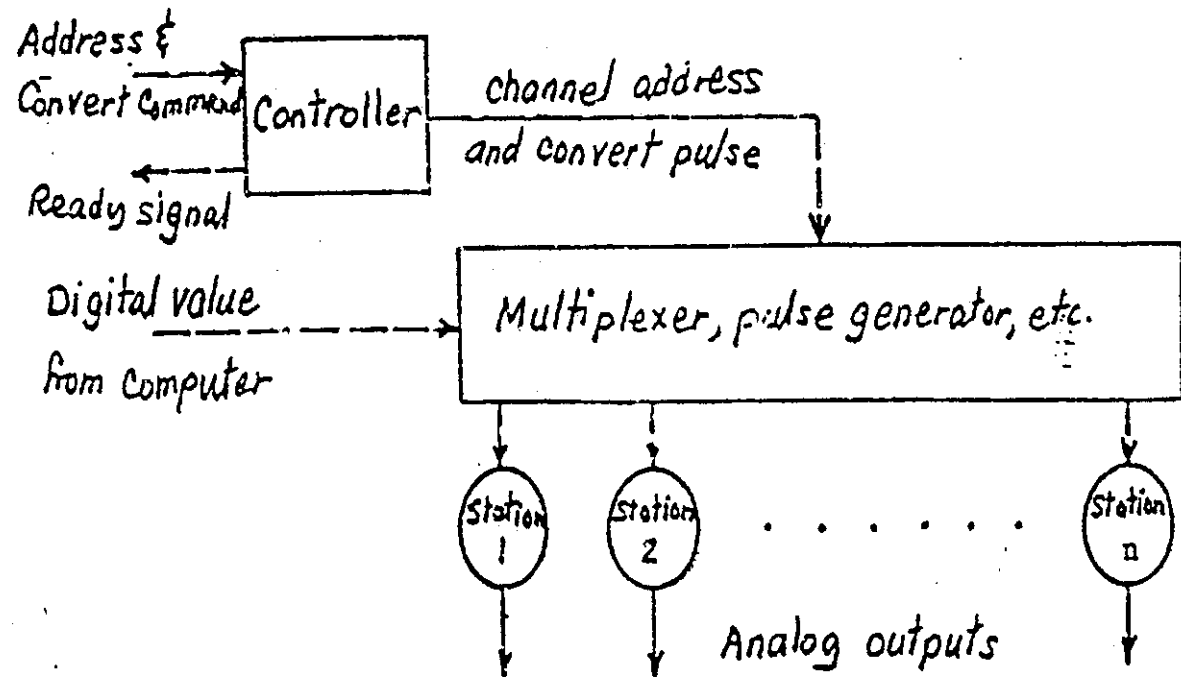 Address &
Convert Command
Controller
Ready signal
channel address
and convert pulse
Digital value
from computer
Multiplexer, pulse generator, etc.
Station
1
Station
2
Station
n
Analog outputs